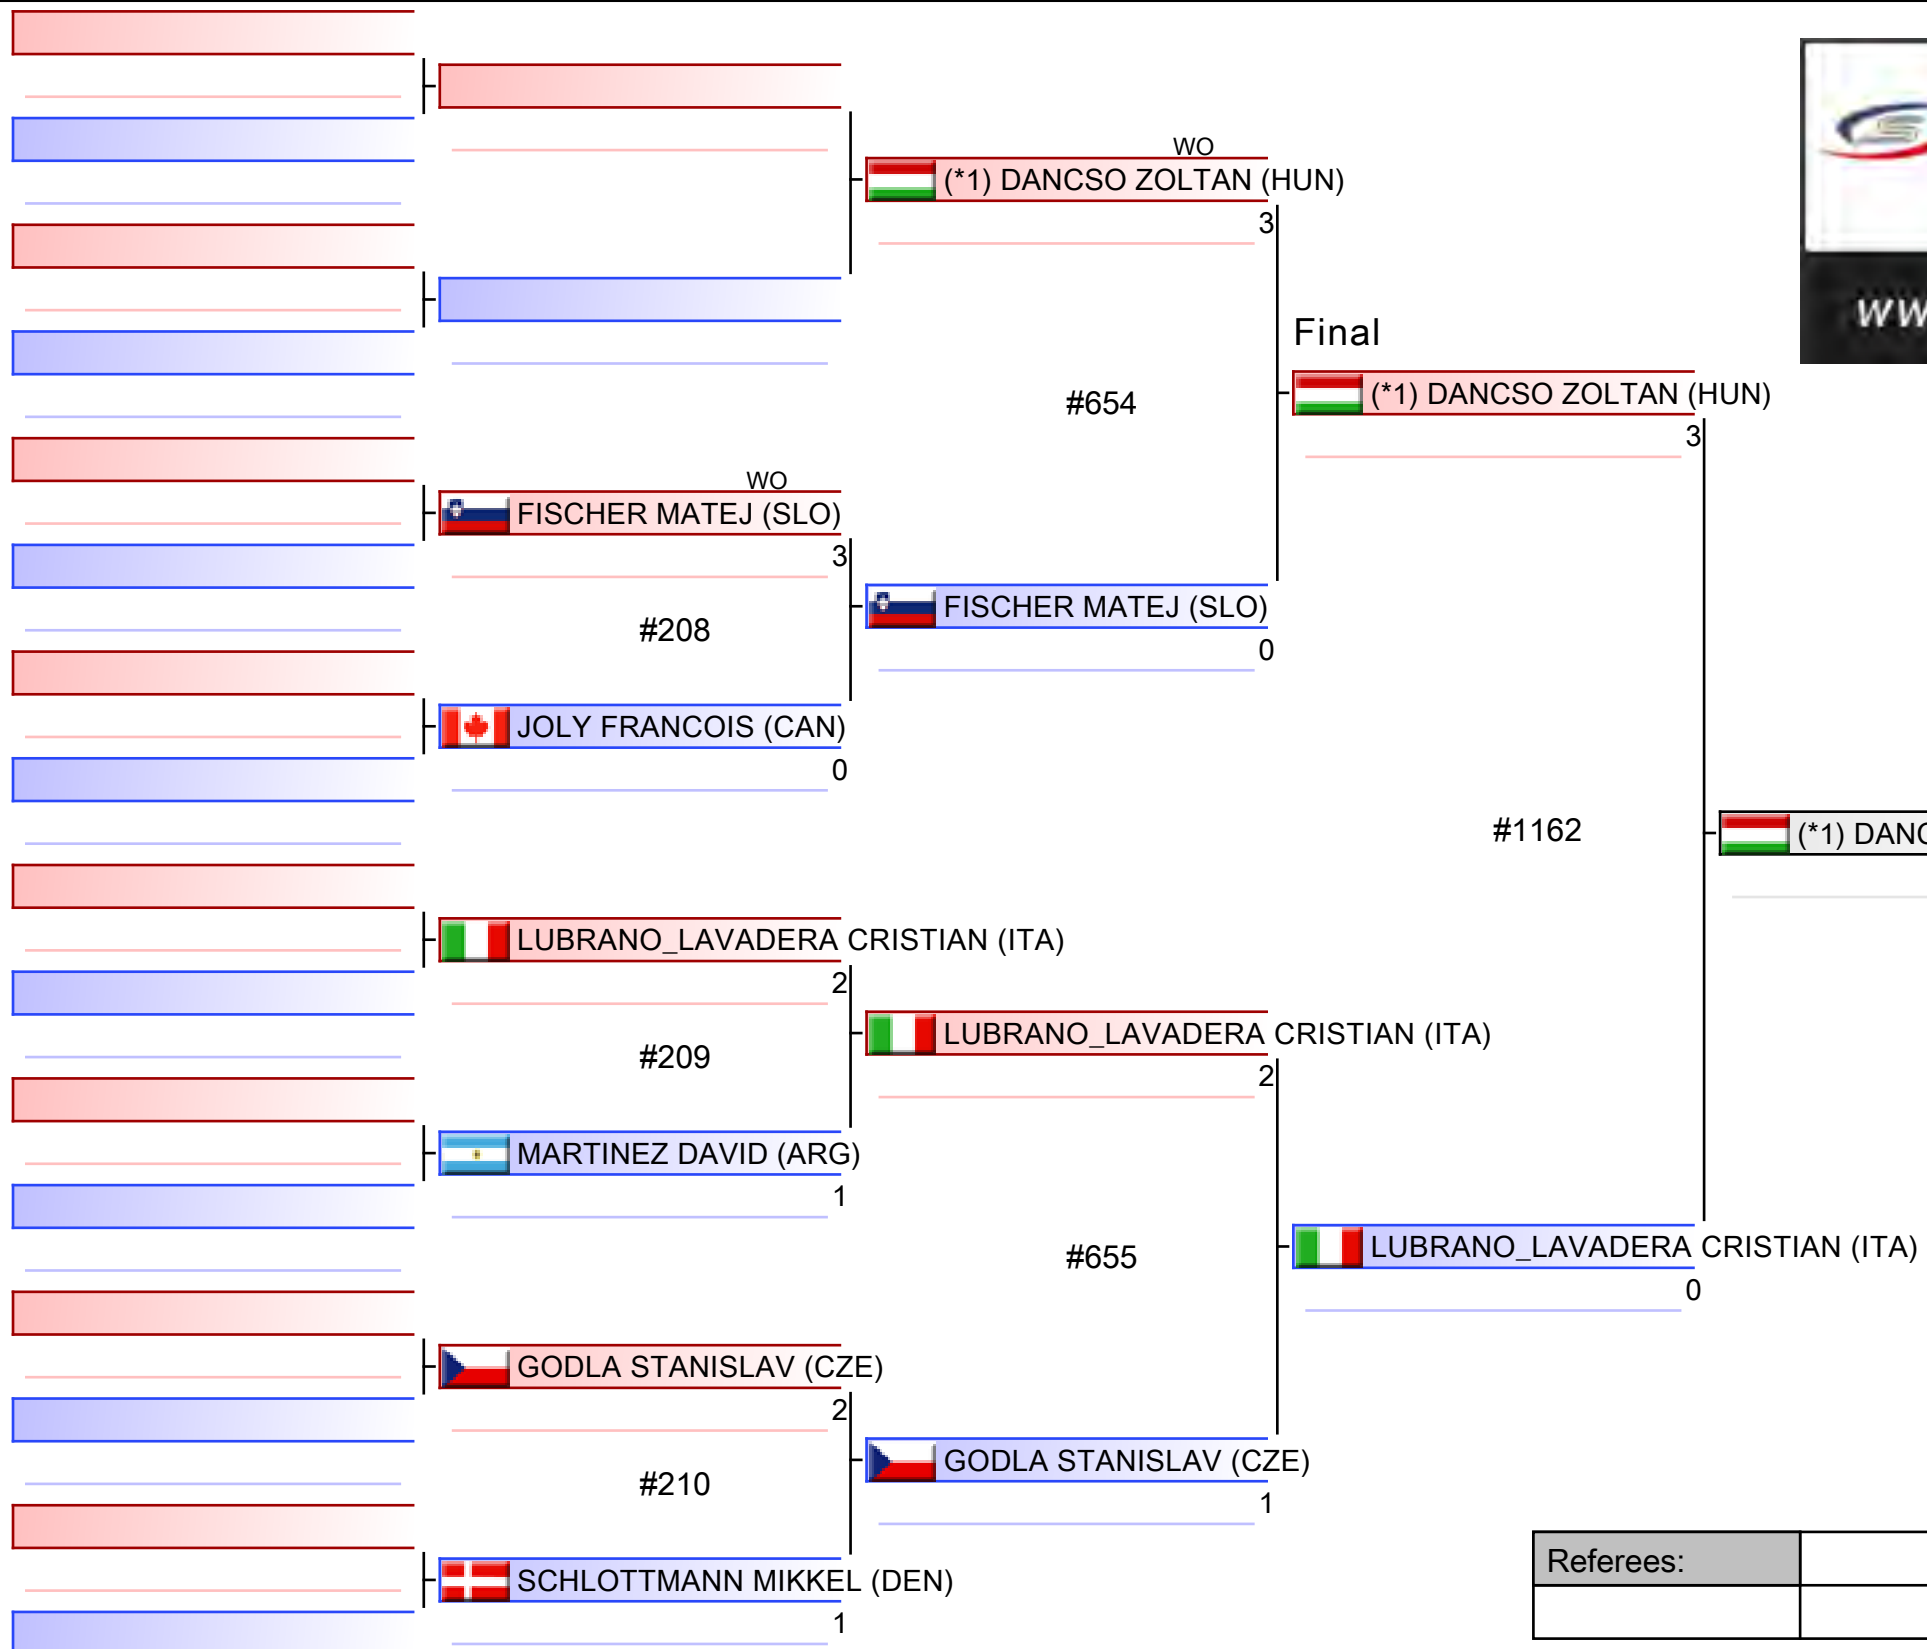 WO
(*1) DANCSO ZOLTAN (HUN)
3
Final
#654
(*1) DANCSO ZOLTAN (HUN)
3
WO
FISCHER MATEJ (SLO)
3
#208
FISCHER MATEJ (SLO)
0
JOLY FRANCOIS (CAN)
0
#1162
(*1) DANC
LUBRANO_LAVADERA CRISTIAN (ITA)
2
#209
LUBRANO_LAVADERA CRISTIAN (ITA)
2
MARTINEZ DAVID (ARG)
1
#655
LUBRANO_LAVADERA CRISTIAN (ITA)
0
GODLA STANISLAV (CZE)
2
#210
GODLA STANISLAV (CZE)
1
SCHLOTTMANN MIKKEL (DEN)
1
Referees: